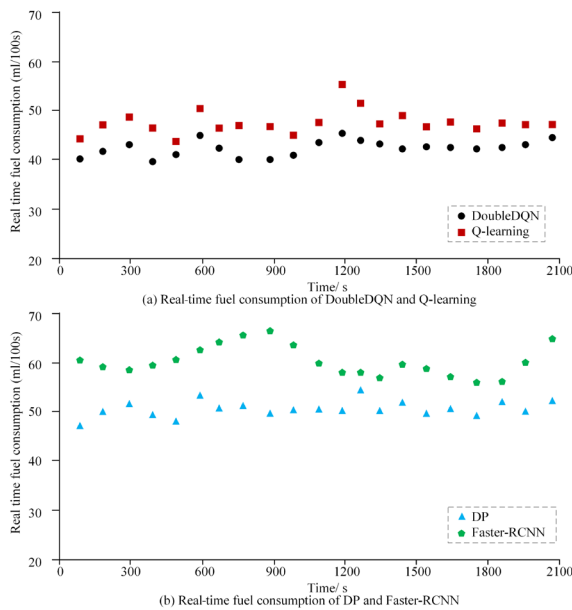 70
60
50
40
30
20
Real time fuel consumption (ml/100s)
DoubleDQN
Q-learning
0 300 600 900 1200 1500 1800 2100
Time/ s
(a) Real-time fuel consumption of DoubleDQN and Q-learning
70
60
50
40
30
20
Real time fuel consumption (ml/100s)
DP
Faster-RCNN
0 300 600 900 1200 1500 1800 2100
Time/ s
(b) Real-time fuel consumption of DP and Faster-RCNN